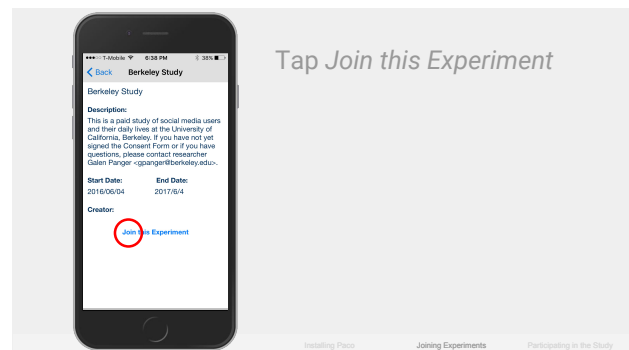 T-Mobile 6:38 PM 38%
Back Berkeley Study
Tap Join this Experiment
Berkeley Study
Description:
This is a paid study of social media users
and their daily lives at the University of
California, Berkeley. If you have not yet
signed the Consent Form or if you have
questions, please contact researcher
Galen Panger <gpanger@berkeley.edu>.
Start Date: End Date:
2016/06/04 2017/6/4
Creator:
Join this Experiment
Installing Paco Joining Experiments Participating in the Study